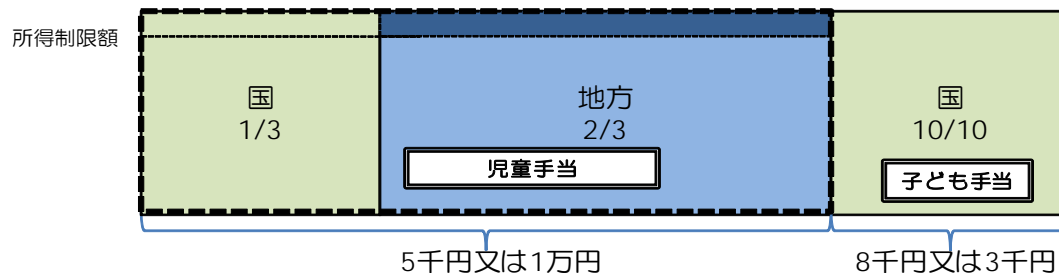 所得制限額
国
1/3
地方
2/3
国
10/10
児童手当
子ども手当
5千円又は1万円
8千円又は3千円